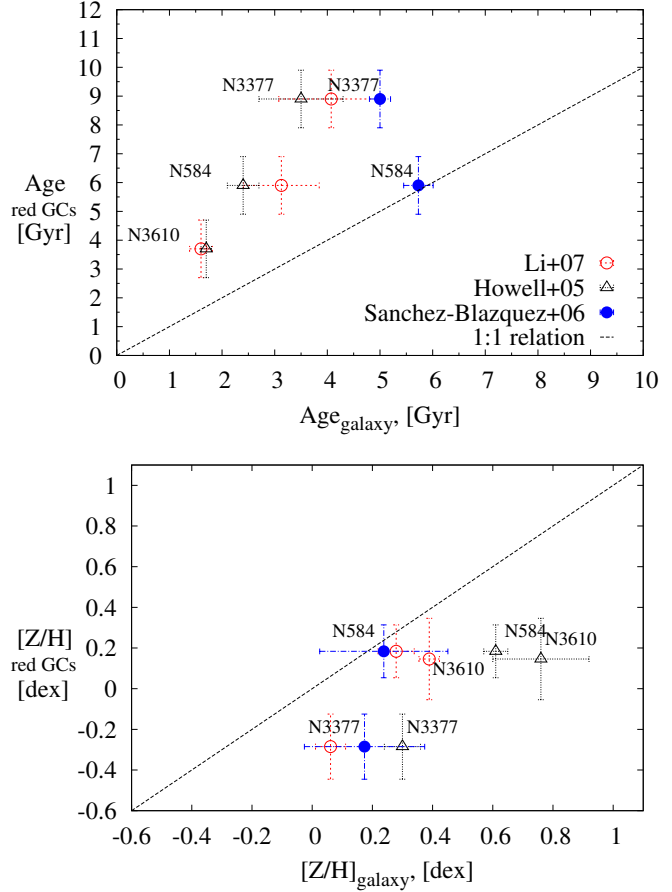 12
11
10
9
8
7
6
5
4
3
2
1
0
Age
red GCs
[Gyr]
N3377 N3377
N584 N584
N3610
Li+07
Howell+05
Sanchez-Blazquez+06
1:1 relation
0 1 2 3 4 5 6 7 8 9 10
Age galaxy, [Gyr]
1
0.8
0.6
0.4
0.2
0
-0.2
-0.4
-0.6
[Z/H]
red GCs
[dex]
N584 N584
N3610
N3610
N3377 N3377
-0.6 -0.4 -0.2 0 0.2 0.4 0.6 0.8 1
[Z/H] galaxy, [dex]